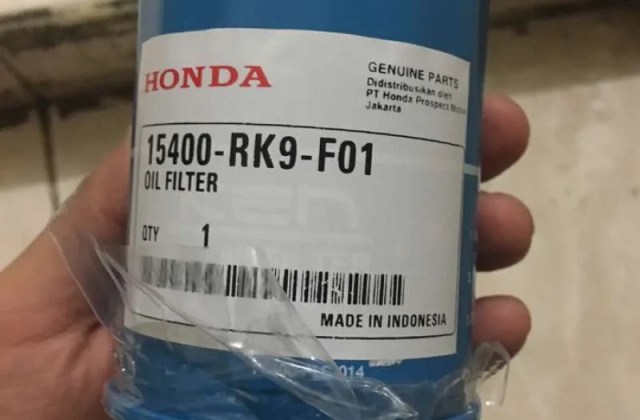 HONDA
GENUINE PARTS
Didistribusikan oleh
PT Honda Prospect Motor
Jakarta
15400-RK9-F01
OIL FILTER
QTY 1
MADE IN INDONESIA
014